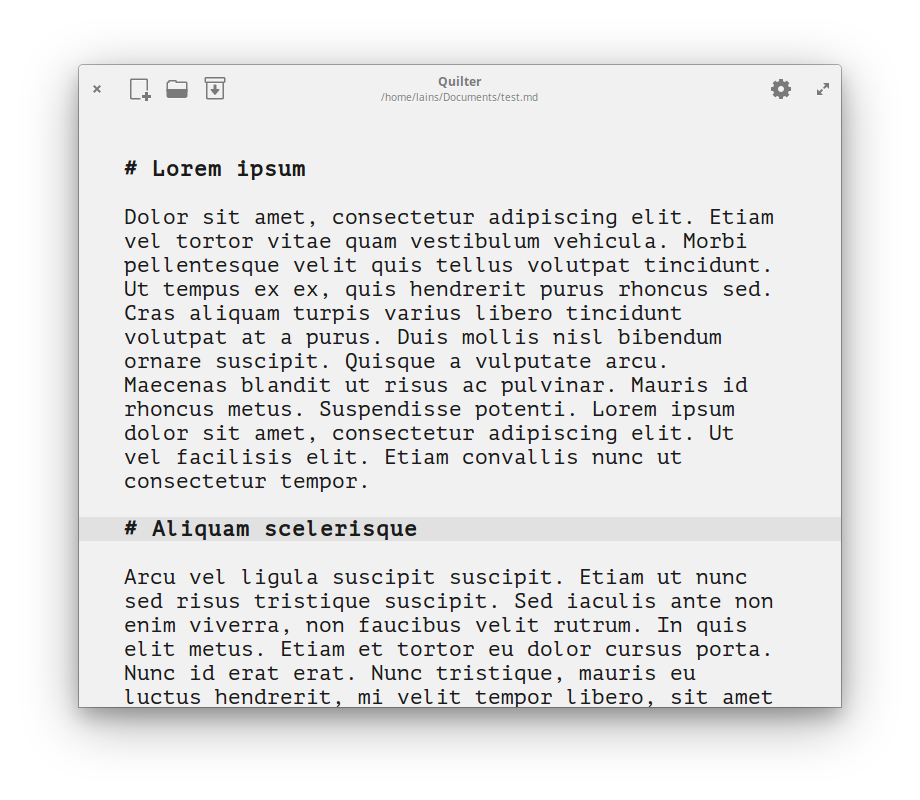 Quilter
/home/lains/Documents/test.md
# Lorem ipsum
Dolor sit amet, consectetur adipiscing elit. Etiam
vel tortor vitae quam vestibulum vehicula. Morbi
pellentesque velit quis tellus volutpat tincidunt.
Ut tempus ex ex, quis hendrerit purus rhoncus sed.
Cras aliquam turpis varius libero tincidunt
volutpat at a purus. Duis mollis nisl bibendum
ornare suscipit. Quisque a vulputate arcu.
Maecenas blandit ut risus ac pulvinar. Mauris id
rhoncus metus. Suspendisse potenti. Lorem ipsum
dolor sit amet, consectetur adipiscing elit. Ut
vel facilisis elit. Etiam convallis nunc ut
consectetur tempor.
# Aliquam scelerisque
Arcu vel ligula suscipit suscipit. Etiam ut nunc
sed risus tristique suscipit. Sed iaculis ante non
enim viverra, non faucibus velit rutrum. In quis
elit metus. Etiam et tortor eu dolor cursus porta.
Nunc id erat erat. Nunc tristique, mauris eu
luctus hendrerit, mi velit tempor libero, sit amet